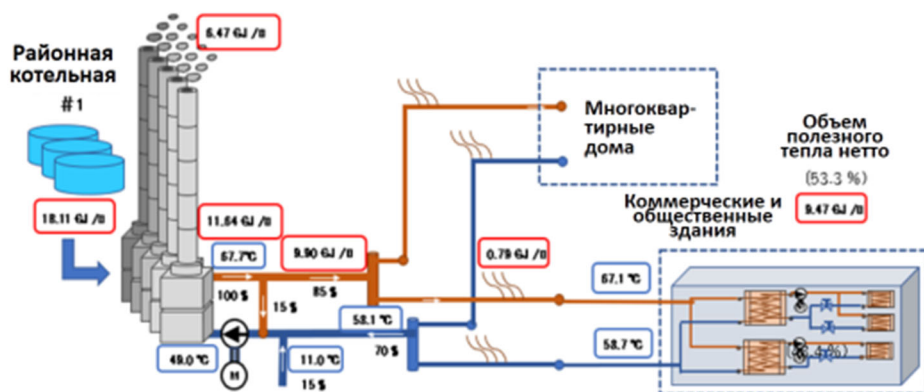 Районная
котельная
#1
18.11 GJ /
6.47 GJ /
11.64 GJ /
67.7℃
9.90 GJ /
100 $
15 $
85 $
49.0 ℃
H
11.0 ℃
15 $
58.1 ℃
70 $
0.79 GJ /
Многоквар-
тирные
дома
Объем
полезного
тепла нетто
(53.3 %)
9.47 GJ /
Коммерческие и
общественные
здания
67.1 ℃
58.7 ℃